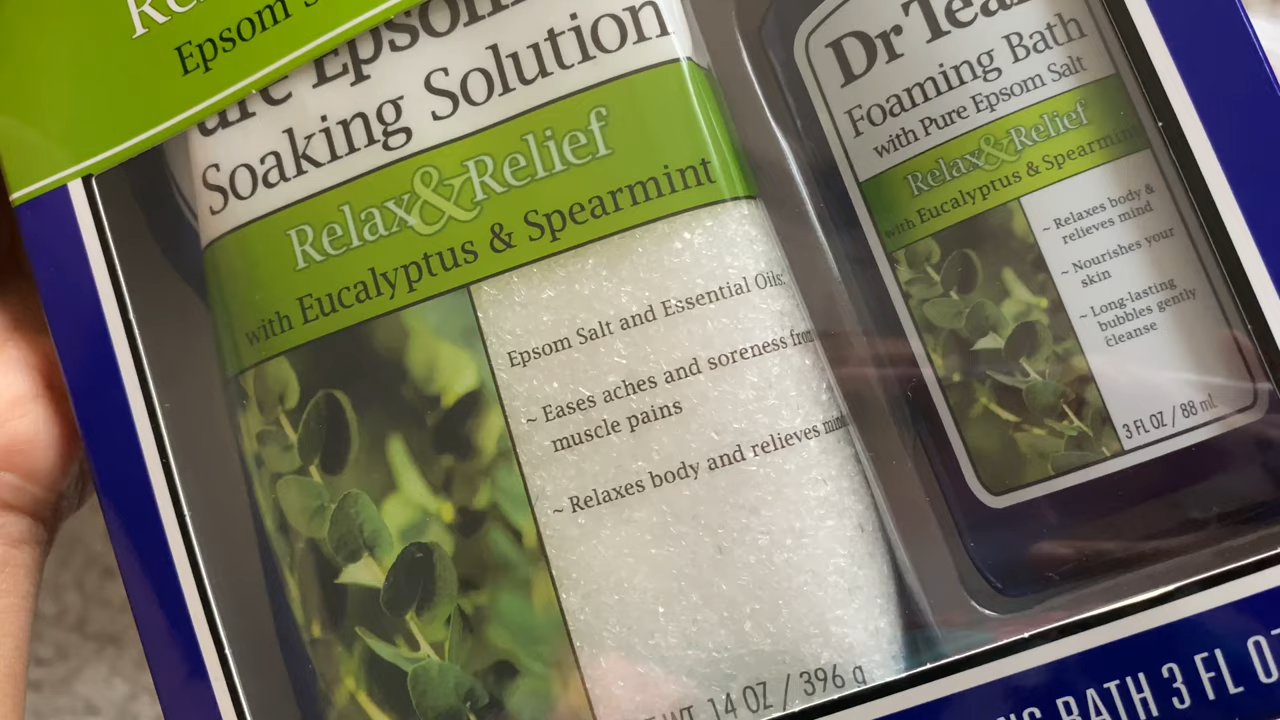 Epsom
Soaking Solution
Relax&Relief
with Eucalyptus & Spearmint
Epsom Salt and Essential Oils:
~ Eases aches and soreness from
muscle pains
~ Relaxes body and relieves mind
14 OZ / 396 g
Dr
Foaming Bath
with Pure Epsom Salt
Relax&Relief
with Eucalyptus & Spearmint
~ Relaxes body &
relieves mind
~ Nourishes your
skin
~ Long-lasting
bubbles gently
cleanse
3 FL OZ / 88 mL
BATH 3 FL